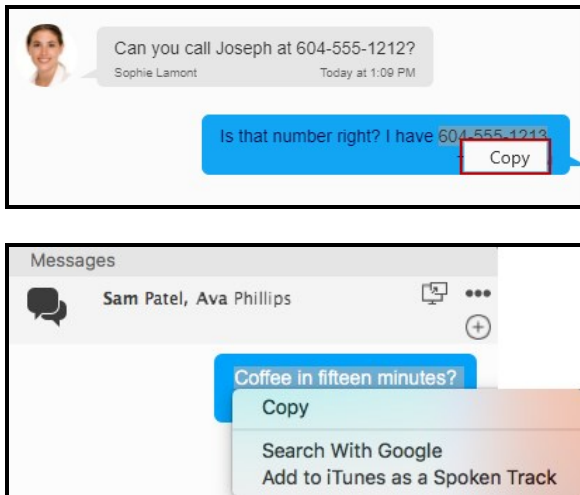 Can you call Joseph at 604-555-1212?
Sophie Lamont Today at 1:09 PM
Is that number right? I have 604-555-1213
Copy
Messages
Sam Patel, Ava Phillips
Coffee in fifteen minutes?
Copy
Search With Google
Add to iTunes as a Spoken Track